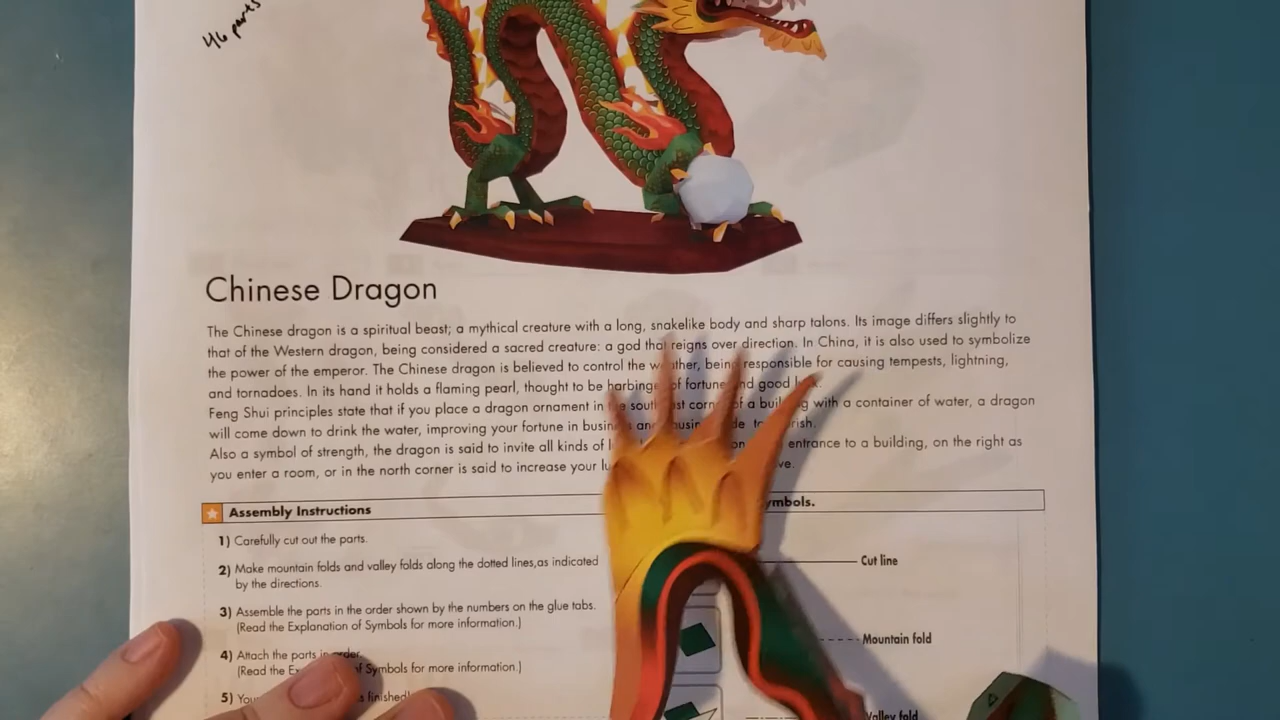 46 parts
Chinese Dragon
The Chinese dragon is a spiritual beast; a mythical creature with a long, snakelike body and sharp talons. Its image differs slightly to
that of the Western dragon, being considered a sacred creature: a god that reigns over direction. In China, it is also used to symbolize
the power of the emperor. The Chinese dragon is believed to control the weather, being responsible for causing tempests, lightning,
and tornadoes. In its hand it holds a flaming pearl, thought to be harbinger of fortune and good
Feng Shui principles state that if you place a dragon ornament in corner of a building with a container of water, a dragon
will come down to drink the water, improving your fortune in business and
Also a symbol of strength, the dragon is said to invite all kinds of entrance to a building, on the right as
you enter a room, or in the north corner is said to increase your
Assembly Instructions
1) Carefully cut out the parts.
2) Make mountain folds and valley folds along the dotted lines,as indicated
by the directions.
3) Assemble the parts in the order shown by the numbers on the glue tabs.
(Read the Explanation of Symbols for more information.)
4) Attach the parts in order.
(Read the of Symbols for more information.)
5) finished!
Cut line
Mountain fold
Valley fold